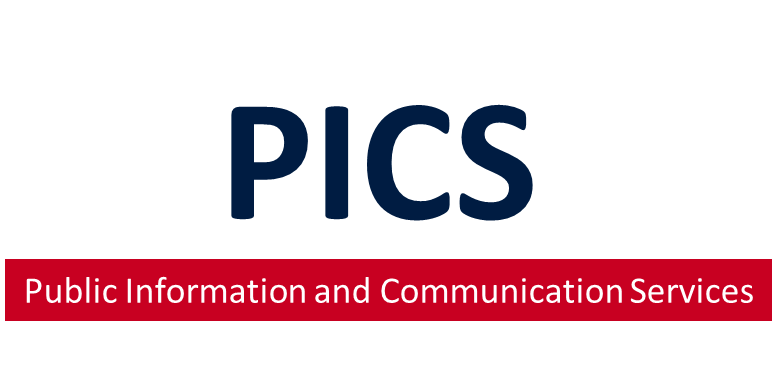 PICS
Public Information and Communication Services